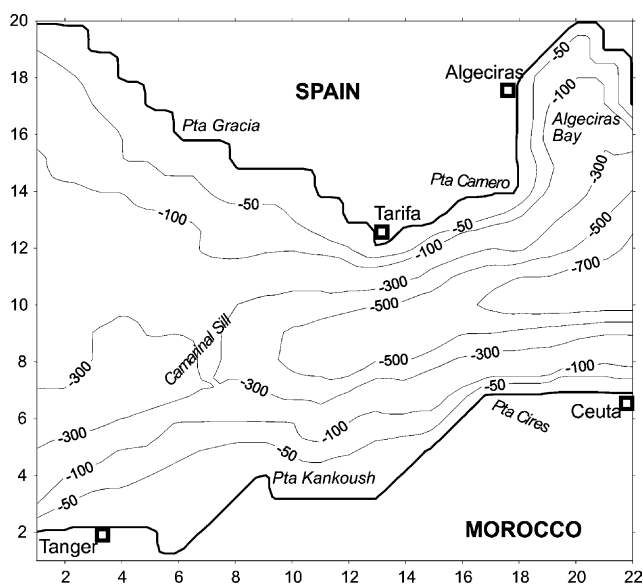 20
18
16
14
12
10
8
6
4
2
-50
Algeciras
-100
SPAIN
Algeciras
Bay
Pta Gracia
-300
Pta Carnero
-50
-100
Tarifa
-50
-500
-100
-700
-300
-500
Camarinal Sill
-300
-500
-300
-100
-300
-50
Pta Cires
Ceuta
-300
-100
-50
-100
Pta Kankoush
-50
MOROCCO
Tanger
2 4 6 8 10 12 14 16 18 20 22